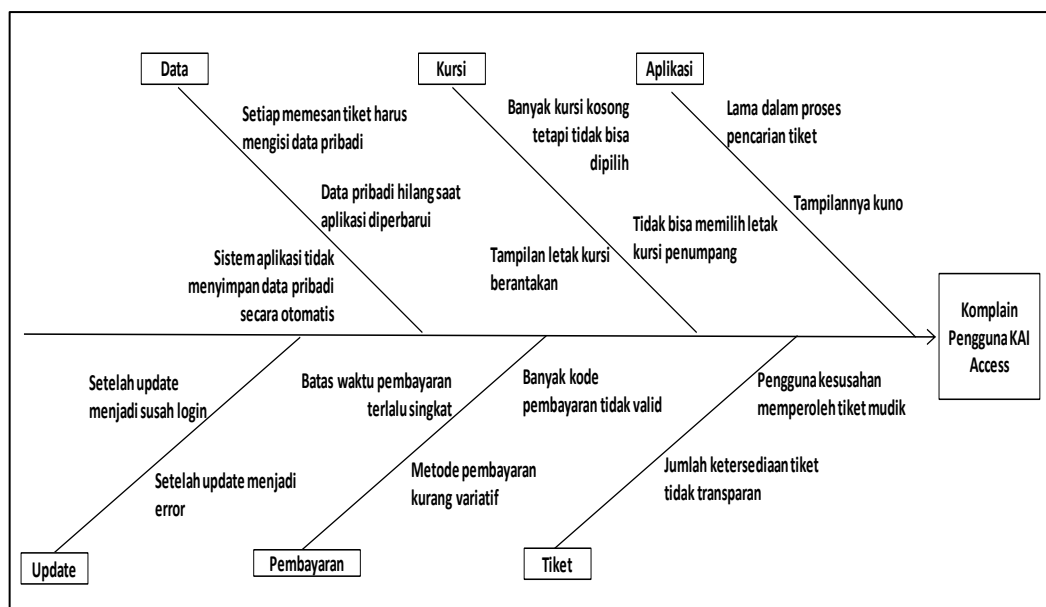 Data
Kursi
Aplikasi
Setiap memesan tiket harus
mengisi data pribadi
Data pribadi hilang saat
aplikasi diperbarui
Sistem aplikasi tidak
menyimpan data pribadi
secara otomatis
Banyak kursi kosong
tetapi tidak bisa
dipilih
Tidak bisa memilih letak
kursi penumpang
Tampilan letak kursi
berantakan
Lama dalam proses
pencarian tiket
Tampilannya kuno
Komplain
Pengguna KAI
Access
Setelah update
menjadi susah login
Setelah update menjadi
error
Batas waktu pembayaran
terlalu singkat
Banyak kode
pembayaran tidak valid
Metode pembayaran
kurang variatif
Pengguna kesusahan
memperoleh tiket mudik
Jumlah ketersediaan tiket
tidak transparan
Update
Pembayaran
Tiket